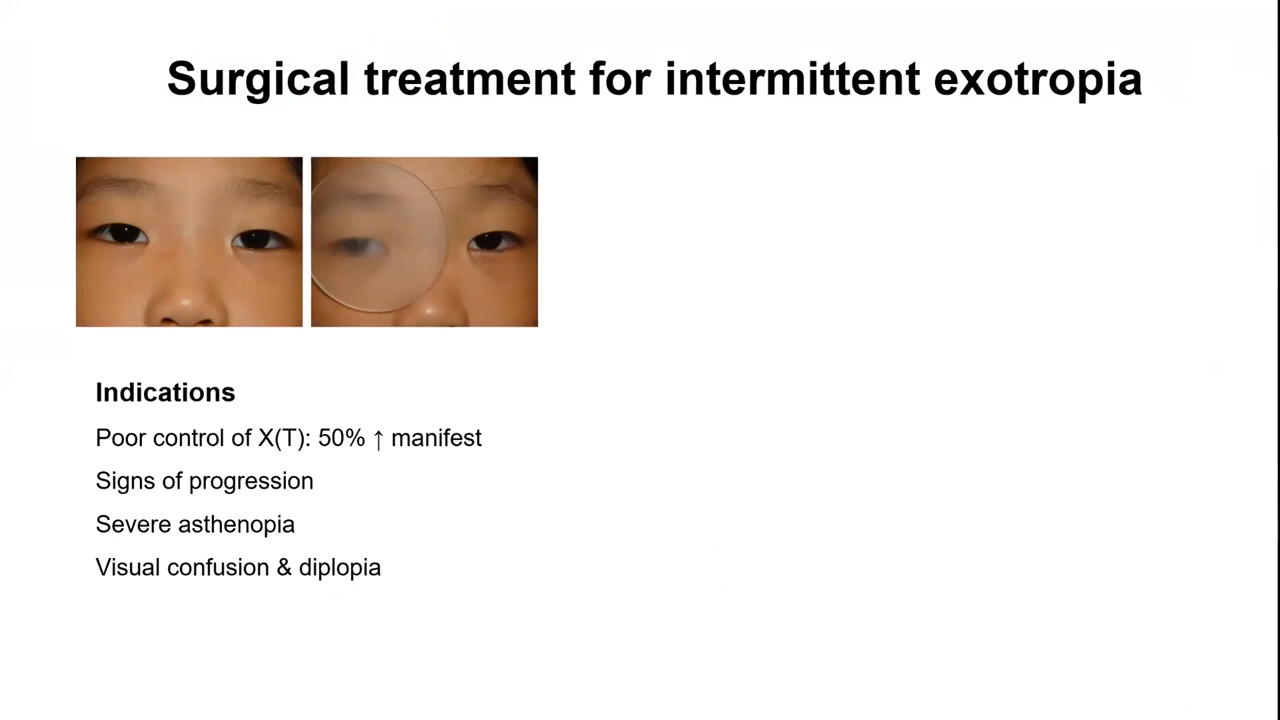 Surgical treatment for intermittent exotropia
Indications
Poor control of X(T): 50% ↑ manifest
Signs of progression
Severe asthenopia
Visual confusion & diplopia